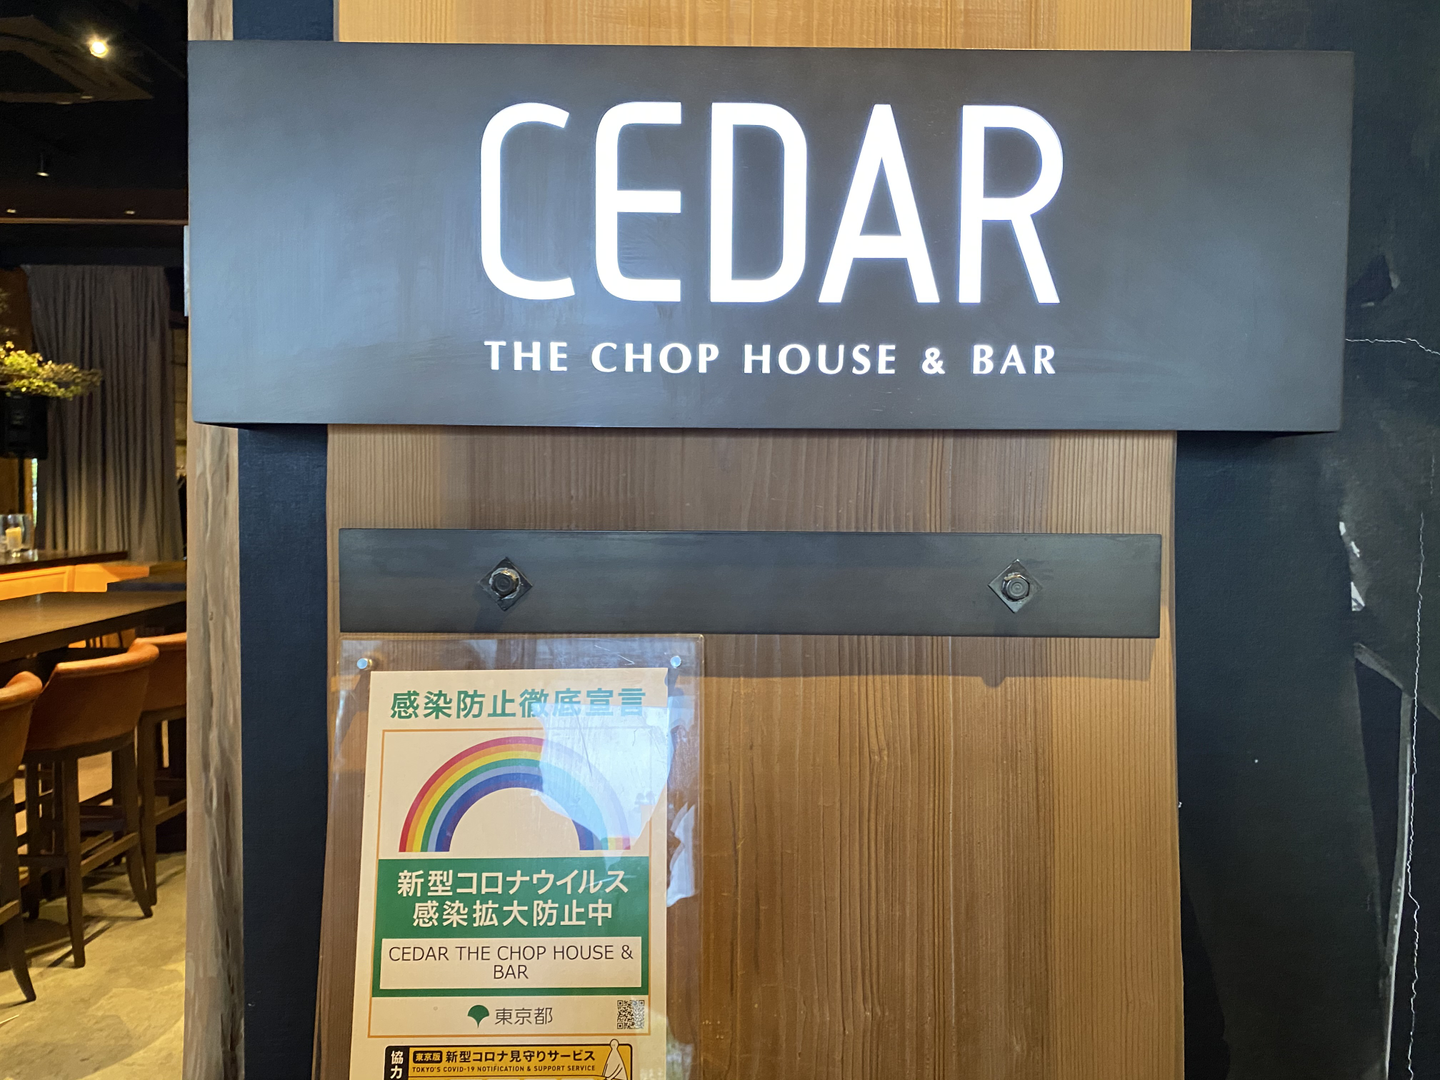 CEDAR
THE CHOP HOUSE & BAR
感染防止徹底宣言
新型コロナウイルス
感染拡大防止中
CEDAR THE CHOP HOUSE &
BAR
東京都
協力
東京版 新型コロナ見守りサービス
TOKYO'S COVID-19 NOTIFICATION & SUPPORT SERVICE